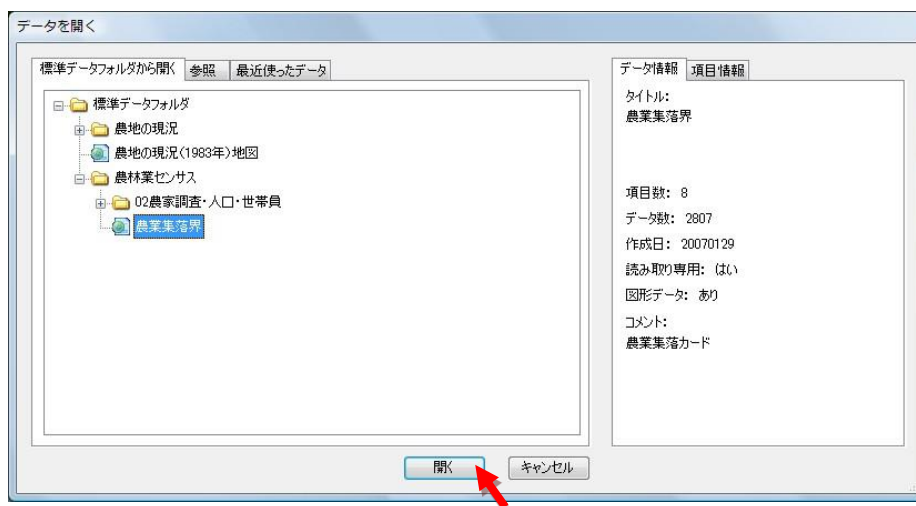 データを開く
標準データフォルダから開く 参照 最近使ったデータ
標準データフォルダ
農地の現況
農地の現況(1983年)地図
農林業センサス
02農家調査・人口・世帯員
農業集落界
データ情報 項目情報
タイトル:
農業集落界
項目数: 8
データ数: 2807
作成日: 20070129
読み取り専用: はい
図形データ: あり
コメント:
農業集落カード
開く キャンセル